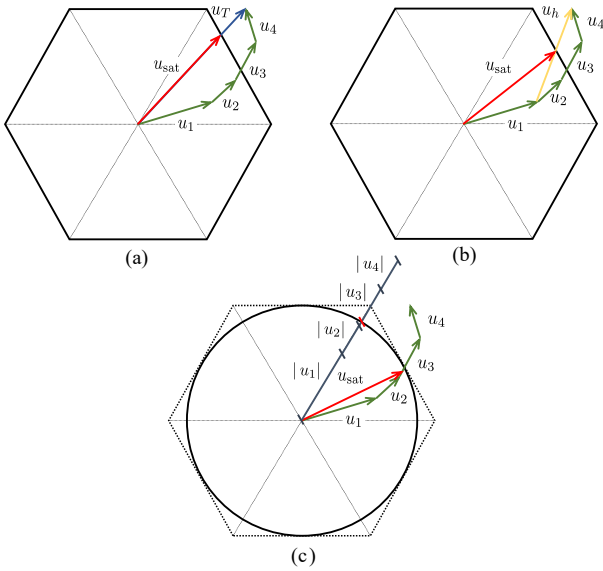 u_T
u_4
u_sat
u_3
u_2
u_1
(a)
u_h
u_4
u_sat
u_3
u_2
u_1
(b)
|u_4|
|u_3|
|u_2|
u_4
|u_1|
u_sat
u_3
u_2
u_1
(c)